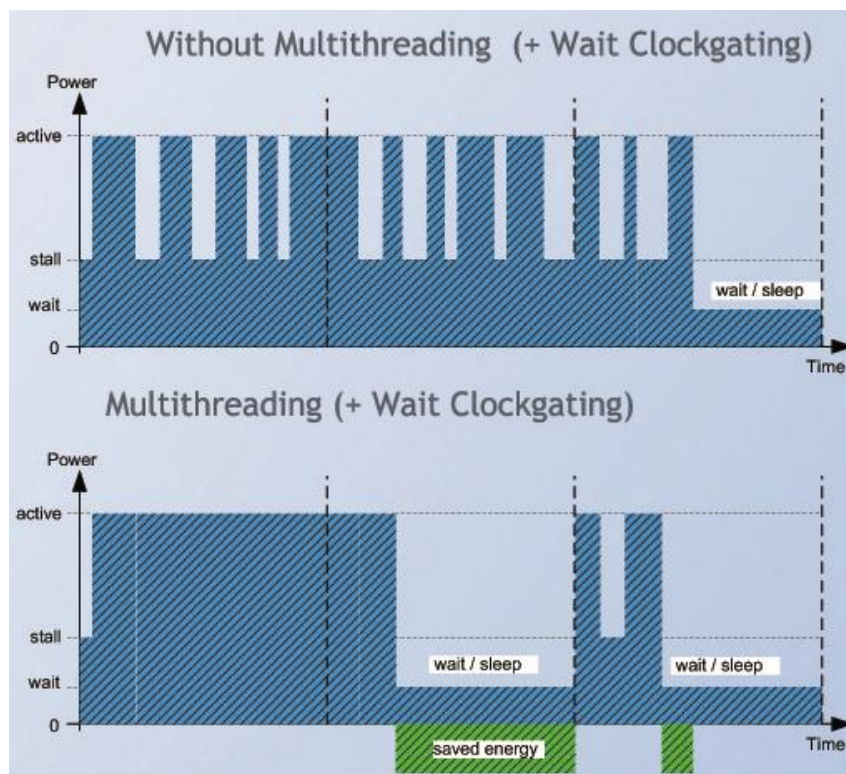 Without Multithreading (+ Wait Clockgating)
Power
active
stall
wait
wait / sleep
0
Time
Multithreading (+ Wait Clockgating)
Power
active
stall
wait / sleep
wait / sleep
wait
0
Time
saved energy